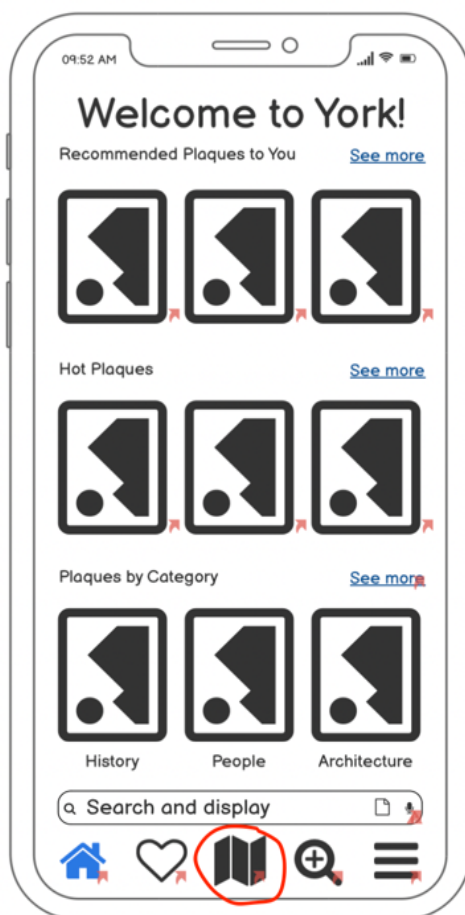 09:52 AM
Welcome to York!
Recommended Plaques to You See more
Hot Plaques See more
Plaques by Category See more
History People Architecture
Search and display